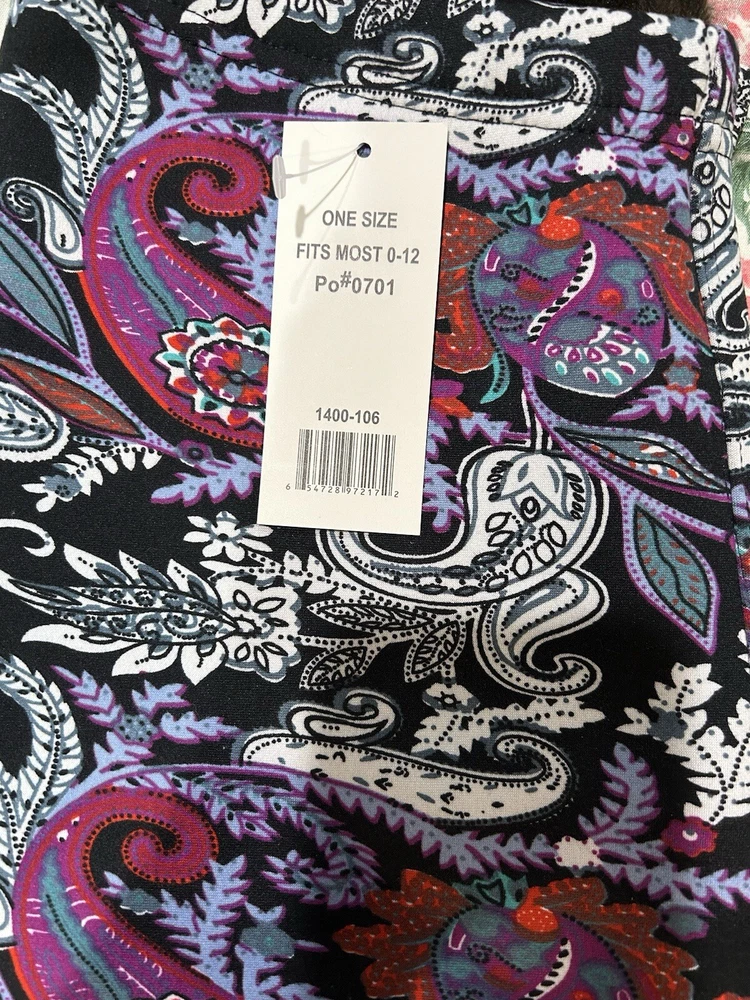 ONE SIZE
FITS MOST 0-12
Po#0701
1400-106
6 54728 97217 2